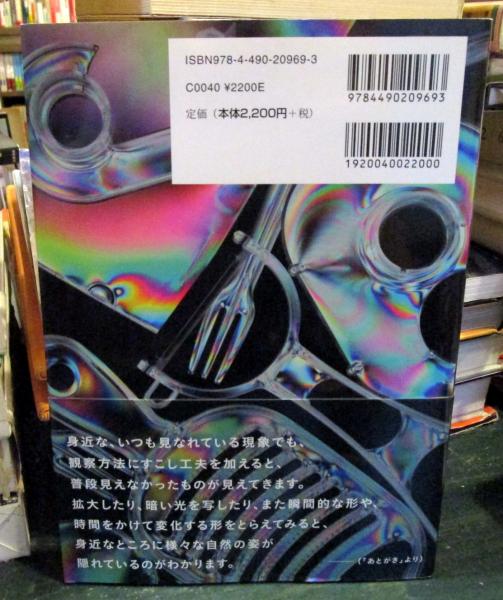 ISBN978-4-490-20969-3
C0040 ¥2200E
定価(本体2,200円+税)
9784490209693
1920040022000
身近な、いつも見なれている現象でも、
観察方法にすこし工夫を加えると、
普段見えなかったものが見えてきます。
拡大したり、暗い光を写したり、また瞬間的な形や、
時間をかけて変化する形をとらえてみると、
身近なところに様々な自然の姿が
隠れているのがわかります。
——(「あとがき」より)